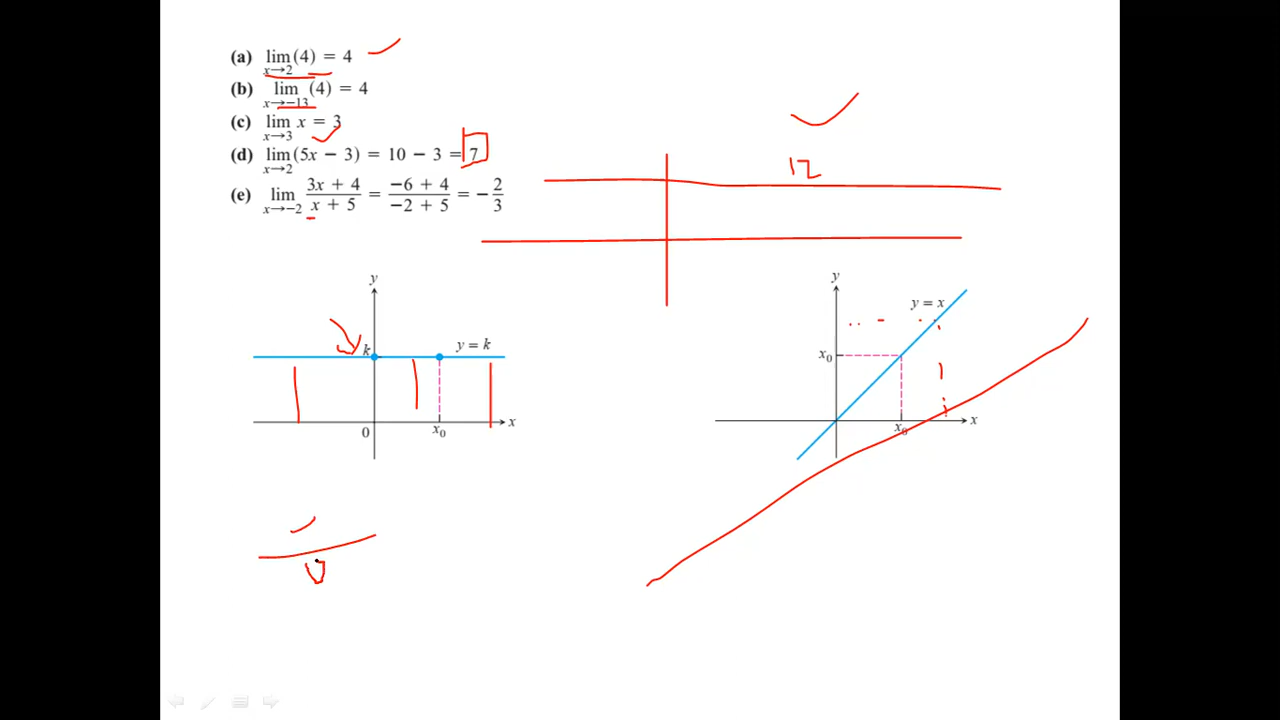 (a) lim x→2 (4) = 4
(b) lim x→−13 (4) = 4
(c) lim x→3 x = 3
(d) lim x→2 (5x − 3) = 10 − 3 = 7
12
(e) lim x→−2 (3x + 4)/(x + 5) = (−6 + 4)/(−2 + 5) = −2/3
y
y
y = x
k
y = k
x₀
0
x₀
x
x₀
x
0